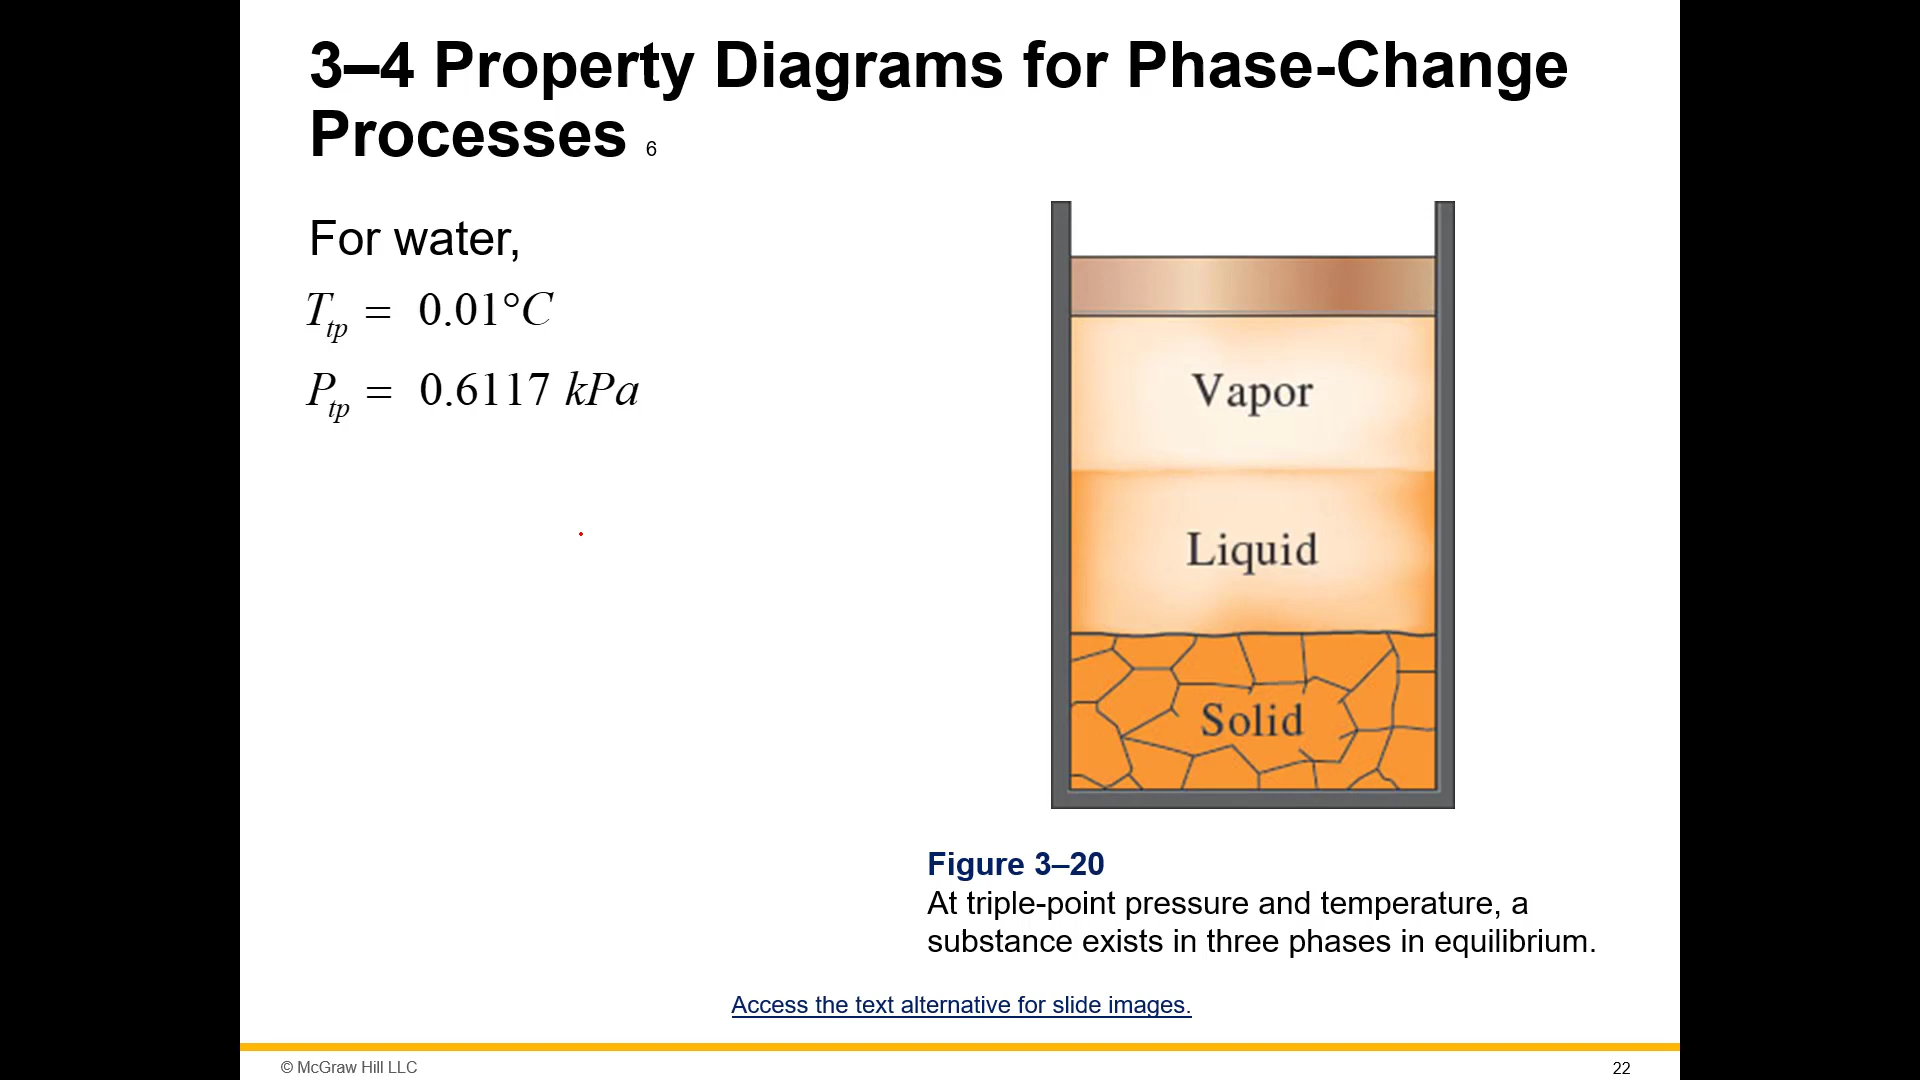 3–4 Property Diagrams for Phase-Change
Processes 6
For water,
T_tp = 0.01°C
P_tp = 0.6117 kPa
Vapor
Liquid
Solid
Figure 3–20
At triple-point pressure and temperature, a
substance exists in three phases in equilibrium.
Access the text alternative for slide images.
© McGraw Hill LLC
22